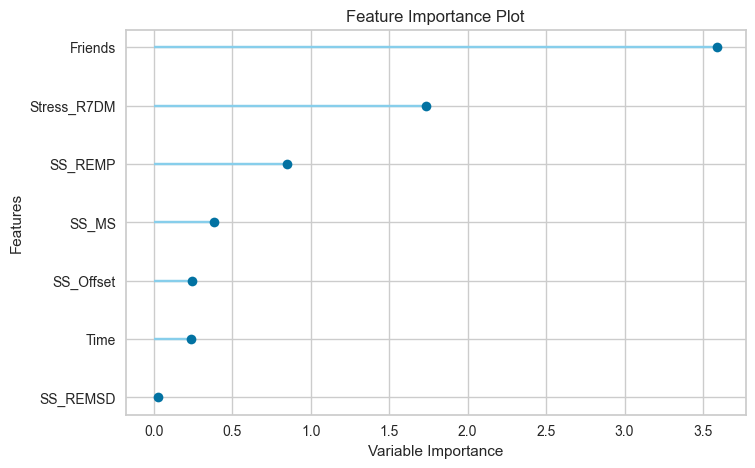 Feature Importance Plot
Features
Friends
Stress_R7DM
SS_REMP
SS_MS
SS_Offset
Time
SS_REMSD
0.0 0.5 1.0 1.5 2.0 2.5 3.0 3.5
Variable Importance